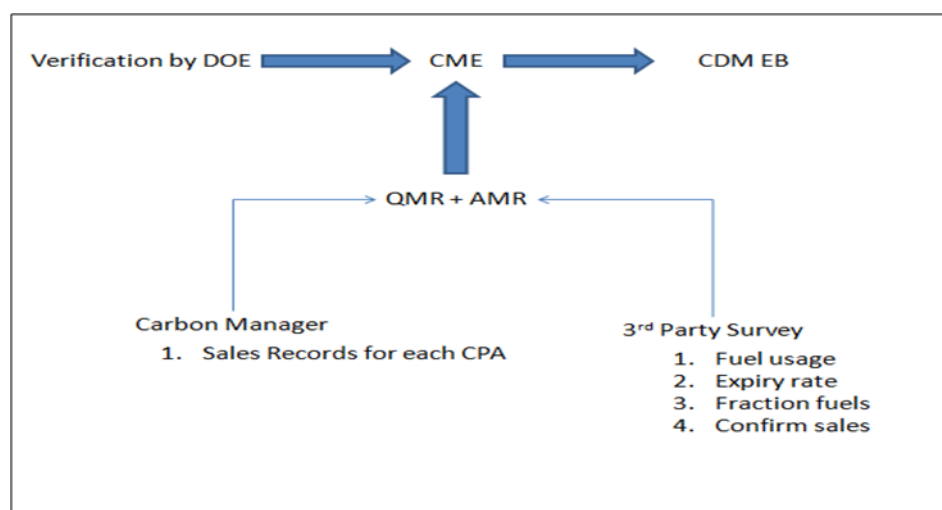 Verification by DOE CME CDM EB
QMR + AMR
Carbon Manager
1. Sales Records for each CPA
3rd Party Survey
1. Fuel usage
2. Expiry rate
3. Fraction fuels
4. Confirm sales